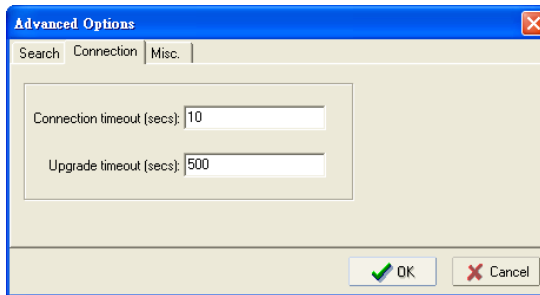 Advanced Options
Search Connection Misc.
Connection timeout (secs): 10
Upgrade timeout (secs): 500
OK Cancel